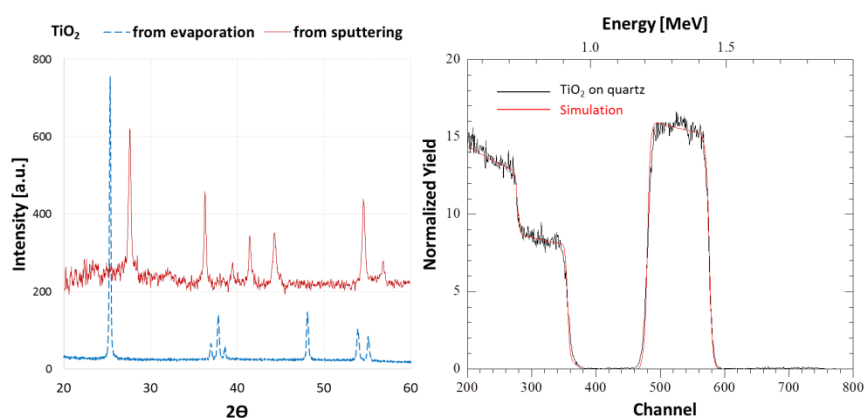 TiO₂ from evaporation from sputtering
800
600
400
200
0
20 30 40 50 60
Intensity [a.u.]
2Θ
Energy [MeV]
1.0 1.5
20
15
10
5
0
TiO₂ on quartz
Simulation
Normalized Yield
200 300 400 500 600 700 800
Channel